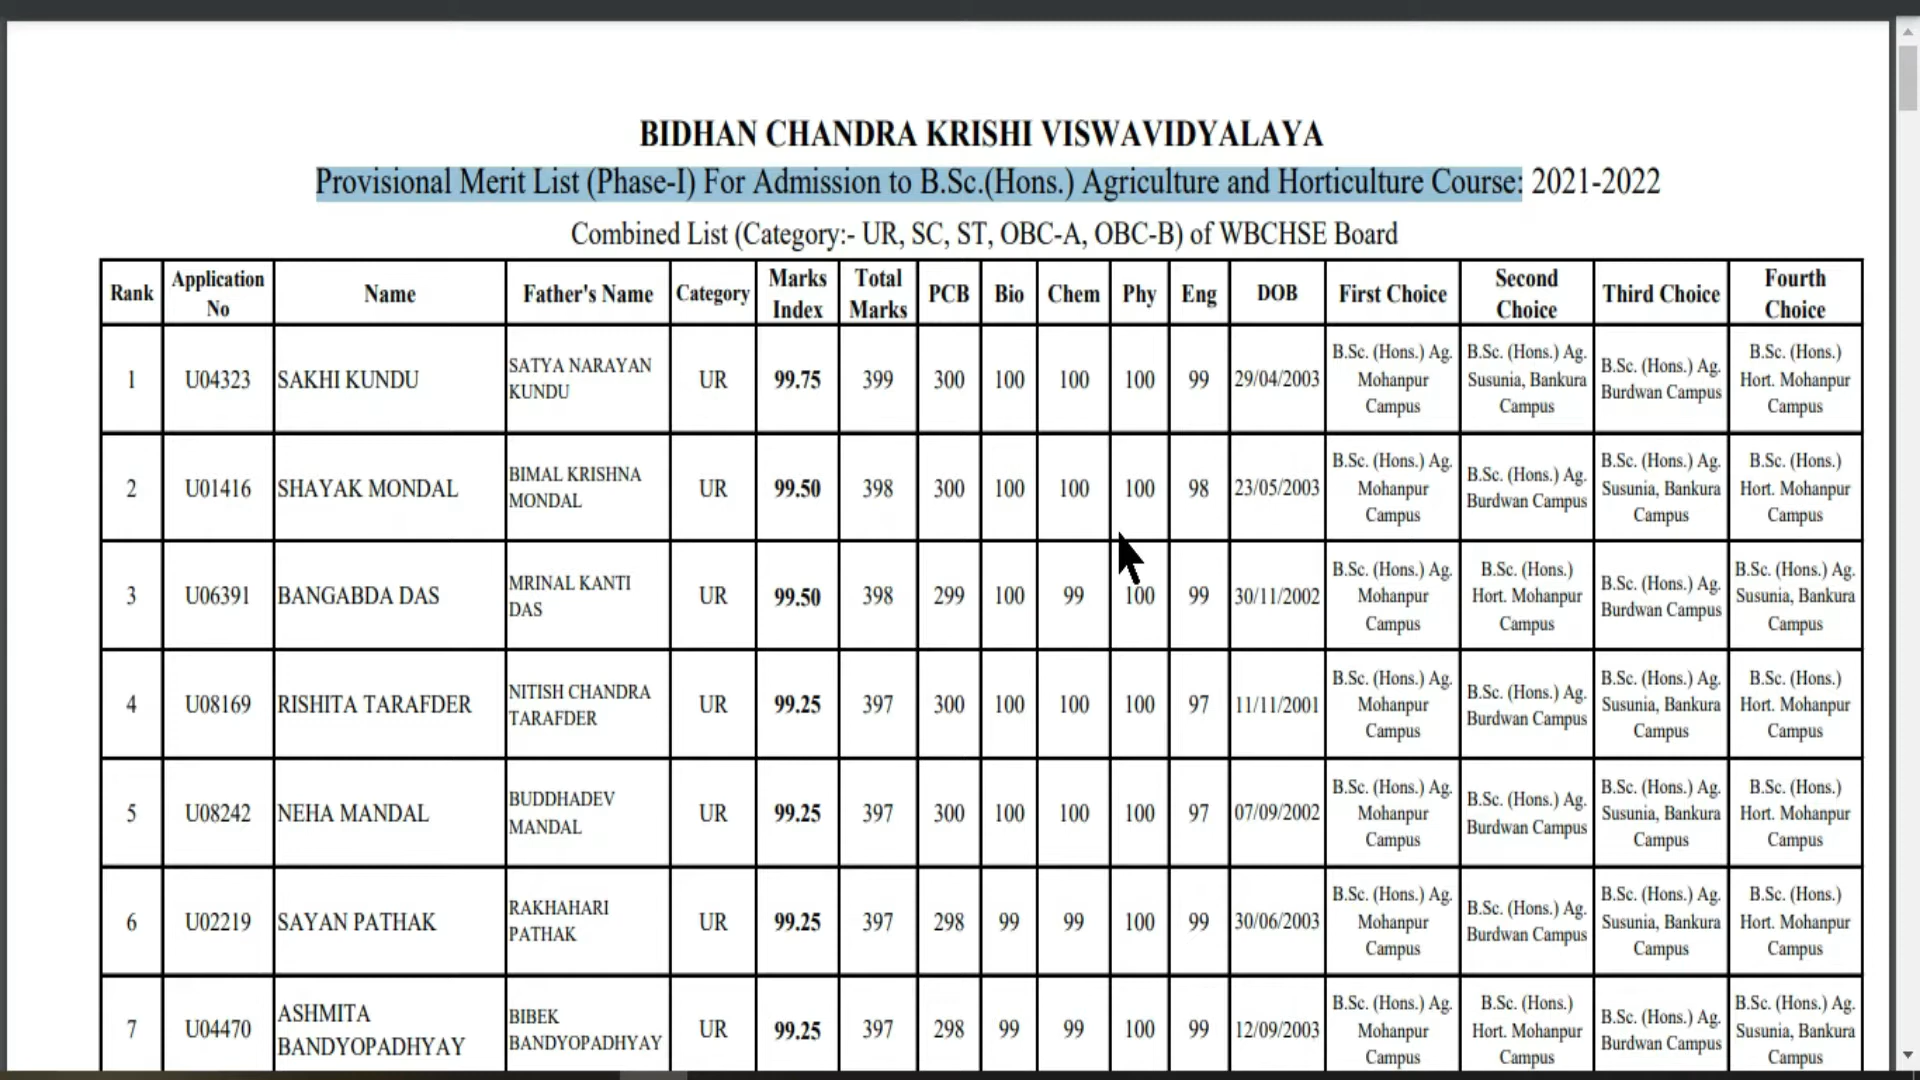 BIDHAN CHANDRA KRISHI VISWAVIDYALAYA
Provisional Merit List (Phase-I) For Admission to B.Sc.(Hons.) Agriculture and Horticulture Course: 2021-2022
Combined List (Category:- UR, SC, ST, OBC-A, OBC-B) of WBCHSE Board
Rank Application No Name Father's Name Category Marks Index Total Marks PCB Bio Chem Phy Eng DOB First Choice Second Choice Third Choice Fourth Choice
1 U04323 SAKHI KUNDU SATYA NARAYAN KUNDU UR 99.75 399 300 100 100 100 99 29/04/2003 B.Sc. (Hons.) Ag. Mohanpur Campus B.Sc. (Hons.) Ag. Susunia, Bankura Campus B.Sc. (Hons.) Ag. Burdwan Campus B.Sc. (Hons.) Hort. Mohanpur Campus
2 U01416 SHAYAK MONDAL BIMAL KRISHNA MONDAL UR 99.50 398 300 100 100 100 98 23/05/2003 B.Sc. (Hons.) Ag. Mohanpur Campus B.Sc. (Hons.) Ag. Burdwan Campus B.Sc. (Hons.) Ag. Susunia, Bankura Campus B.Sc. (Hons.) Hort. Mohanpur Campus
3 U06391 BANGABDA DAS MRINAL KANTI DAS UR 99.50 398 299 100 99 100 99 30/11/2002 B.Sc. (Hons.) Ag. Mohanpur Campus B.Sc. (Hons.) Hort. Mohanpur Campus B.Sc. (Hons.) Ag. Burdwan Campus B.Sc. (Hons.) Ag. Susunia, Bankura Campus
4 U08169 RISHITA TARAFDER NITISH CHANDRA TARAFDER UR 99.25 397 300 100 100 100 97 11/11/2001 B.Sc. (Hons.) Ag. Mohanpur Campus B.Sc. (Hons.) Ag. Burdwan Campus B.Sc. (Hons.) Ag. Susunia, Bankura Campus B.Sc. (Hons.) Hort. Mohanpur Campus
5 U08242 NEHA MANDAL BUDDHADEV MANDAL UR 99.25 397 300 100 100 100 97 07/09/2002 B.Sc. (Hons.) Ag. Mohanpur Campus B.Sc. (Hons.) Ag. Burdwan Campus B.Sc. (Hons.) Ag. Susunia, Bankura Campus B.Sc. (Hons.) Hort. Mohanpur Campus
6 U02219 SAYAN PATHAK RAKHAHARI PATHAK UR 99.25 397 298 99 99 100 99 30/06/2003 B.Sc. (Hons.) Ag. Mohanpur Campus B.Sc. (Hons.) Ag. Burdwan Campus B.Sc. (Hons.) Ag. Susunia, Bankura Campus B.Sc. (Hons.) Hort. Mohanpur Campus
7 U04470 ASHMITA BANDYOPADHYAY BIBEK BANDYOPADHYAY UR 99.25 397 298 99 99 100 99 12/09/2003 B.Sc. (Hons.) Ag. Mohanpur Campus B.Sc. (Hons.) Hort. Mohanpur Campus B.Sc. (Hons.) Ag. Burdwan Campus B.Sc. (Hons.) Ag. Susunia, Bankura Campus